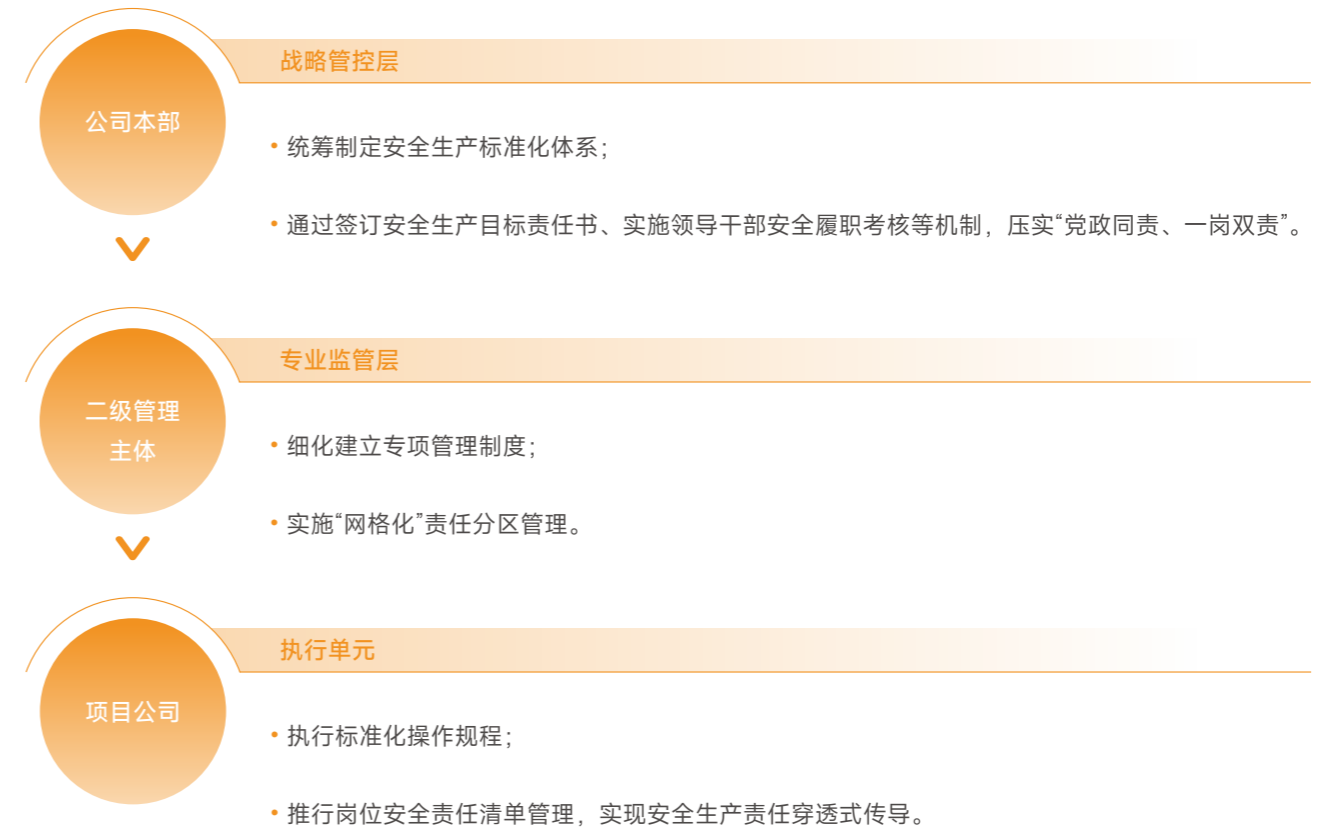 战略管控层
公司本部
• 统筹制定安全生产标准化体系；
• 通过签订安全生产目标责任书、实施领导干部安全履职考核等机制，压实“党政同责、一岗双责”。
专业监管层
二级管理
主体
• 细化建立专项管理制度；
• 实施“网格化”责任分区管理。
执行单元
项目公司
• 执行标准化操作规程；
• 推行岗位安全责任清单管理，实现安全生产责任穿透式传导。